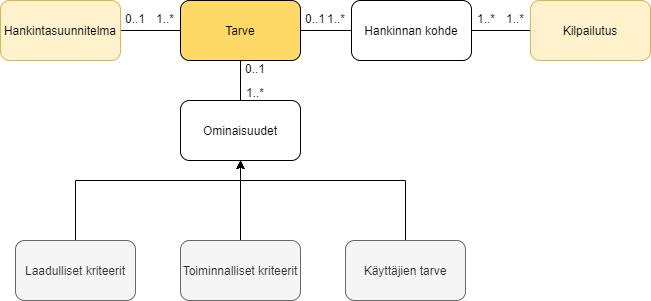 0..1 1..* 0..1 1..* 1..* 1..*
Hankintasuunnitelma Tarve Hankinnan kohde Kilpailutus
0..1
1..*
Ominaisuudet
Laadulliset kriteerit Toiminnalliset kriteerit Käyttäjien tarve